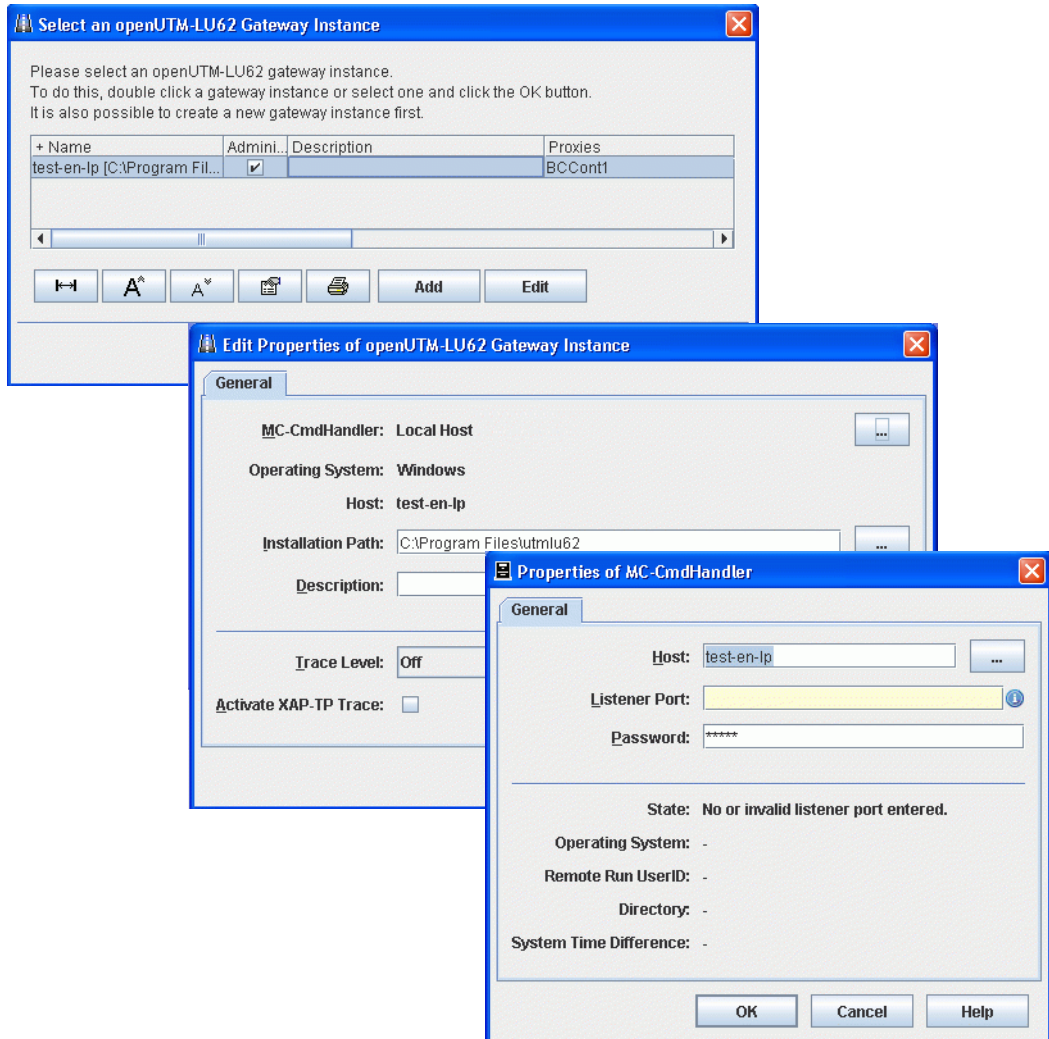 Select an openUTM-LU62 Gateway Instance
Please select an openUTM-LU62 gateway instance.
To do this, double click a gateway instance or select one and click the OK button.
It is also possible to create a new gateway instance first.
+ Name Admini... Description Proxies
test-en-lp [C:\Program Fil... BCCont1
A A Add Edit
Edit Properties of openUTM-LU62 Gateway Instance
General
MC-CmdHandler: Local Host ...
Operating System: Windows
Host: test-en-lp
Installation Path: C:\Program Files\utmlu62 ...
Description:
Trace Level: Off
Activate XAP-TP Trace:
Properties of MC-CmdHandler
General
Host: test-en-lp ...
Listener Port:
Password: *****
State: No or invalid listener port entered.
Operating System: -
Remote Run UserID: -
Directory: -
System Time Difference: -
OK Cancel Help